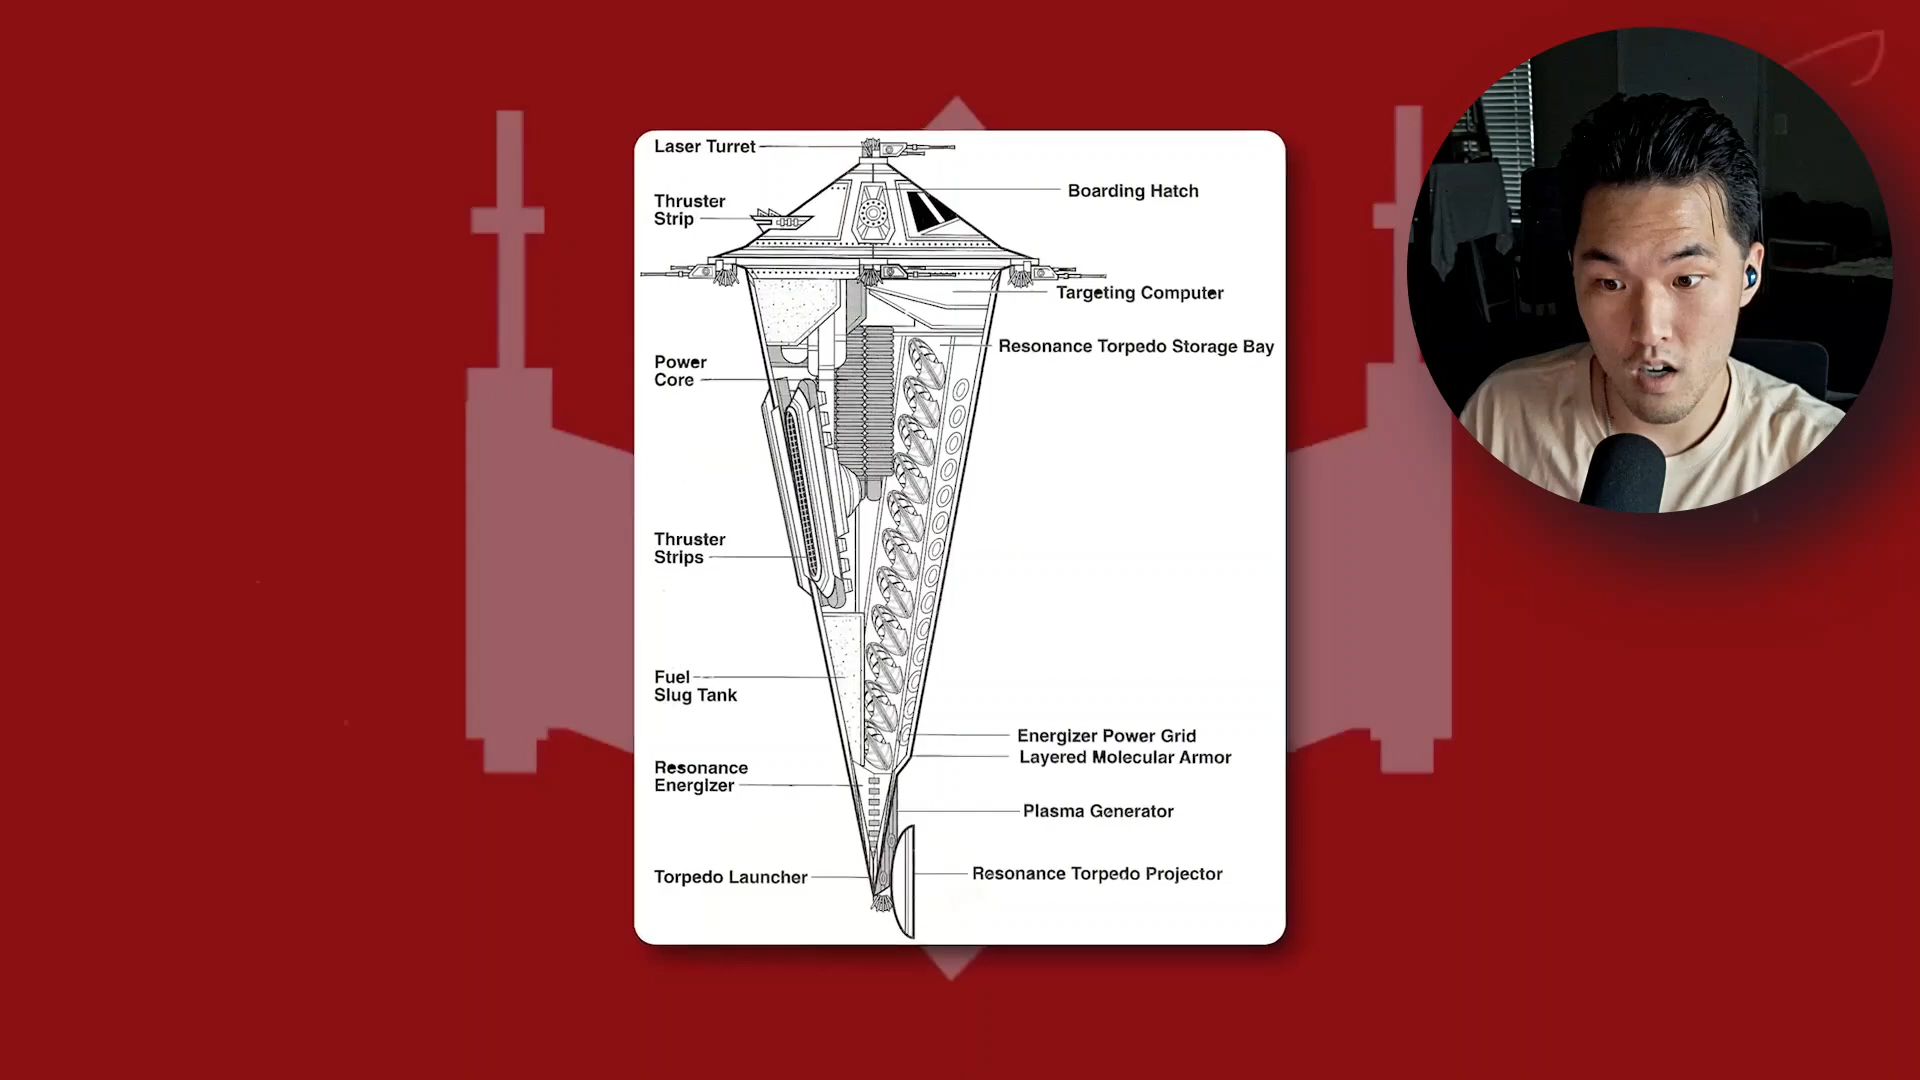 Laser Turret
Boarding Hatch
Thruster
Strip
Targeting Computer
Resonance Torpedo Storage Bay
Power
Core
Thruster
Strips
Fuel
Slug Tank
Energizer Power Grid
Layered Molecular Armor
Resonance
Energizer
Plasma Generator
Torpedo Launcher
Resonance Torpedo Projector